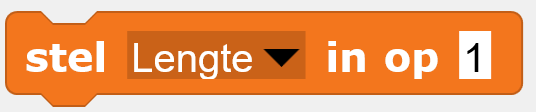 stel Lengte in op 1